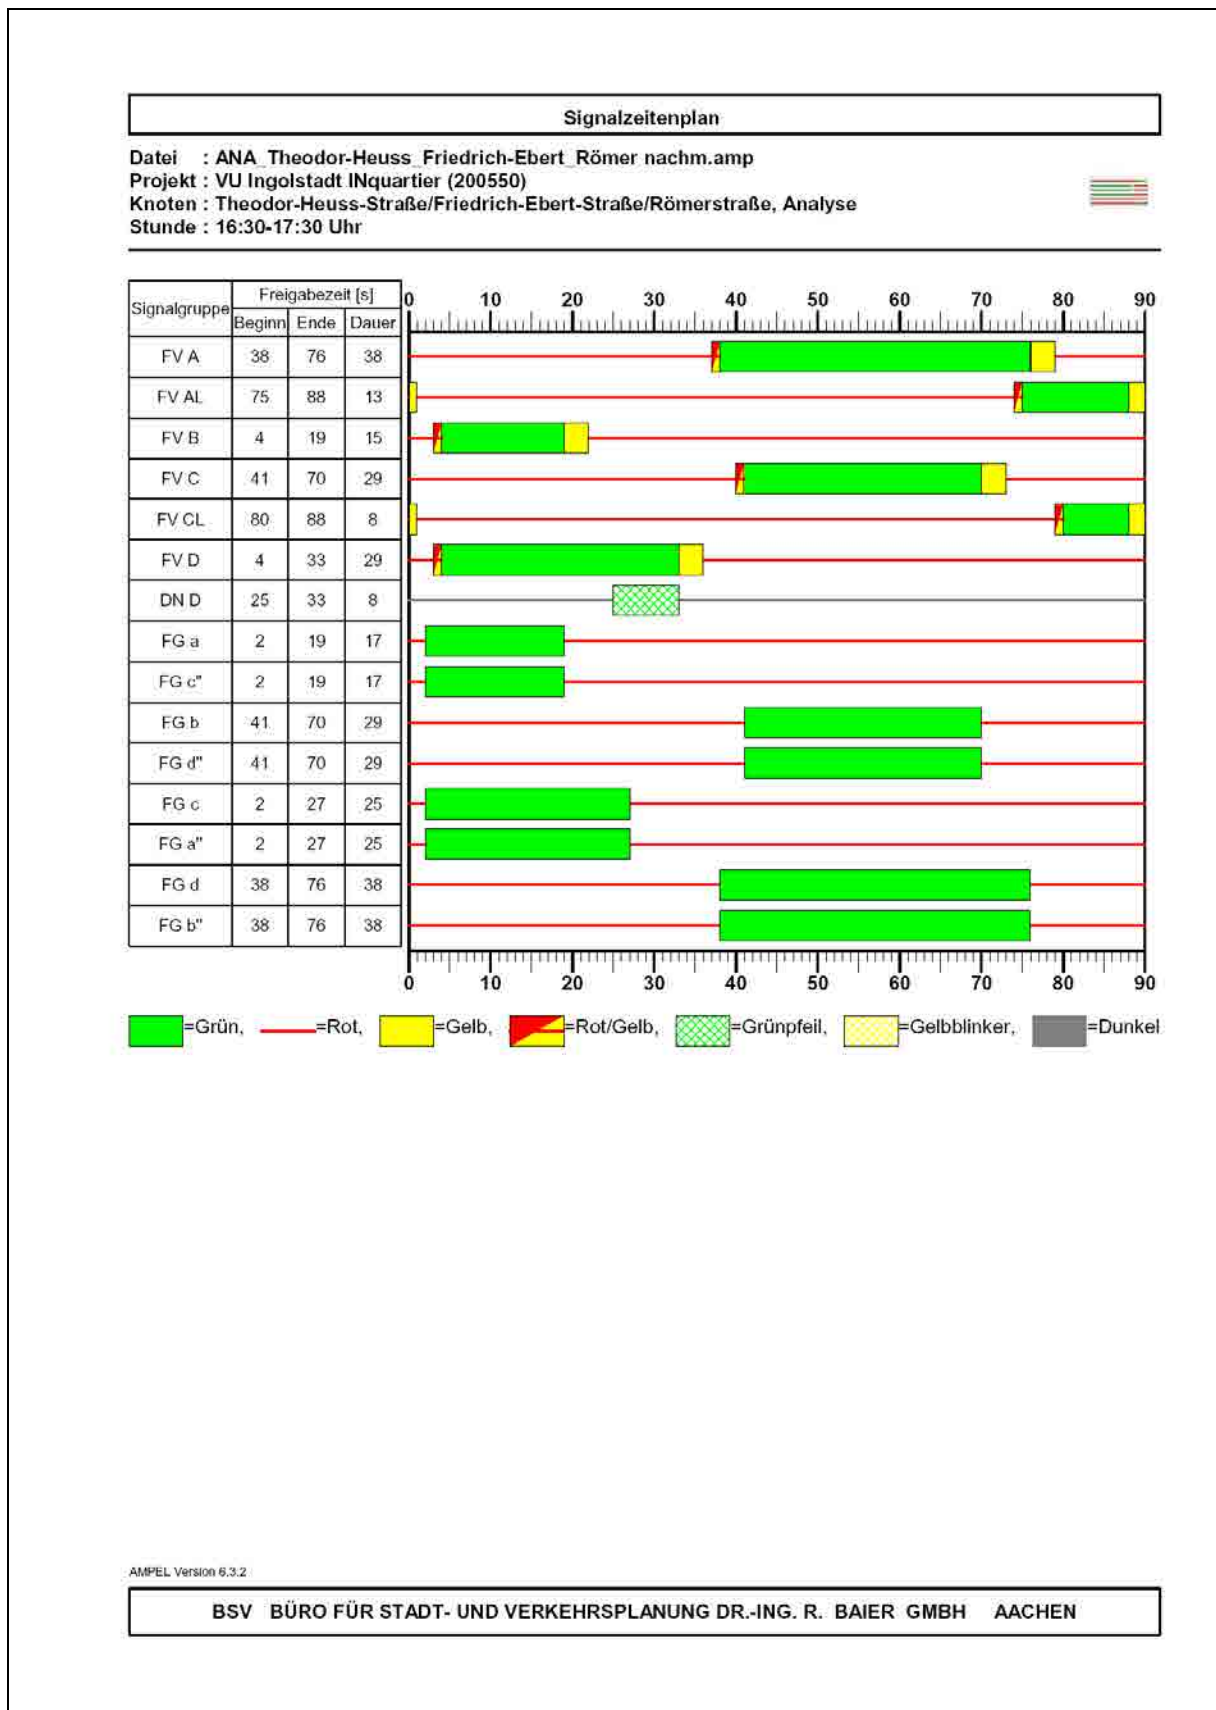 Signalzeitenplan
Datei : ANA_Theodor-Heuss_Friedrich-Ebert_Römer nachm.amp
Projekt : VU Ingolstadt INquartier (200550)
Knoten : Theodor-Heuss-Straße/Friedrich-Ebert-Straße/Römerstraße, Analyse
Stunde : 16:30-17:30 Uhr
Signalgruppe Freigabezeit [s]
Beginn Ende Dauer
0 10 20 30 40 50 60 70 80 90
FV A 38 76 38
FV AL 75 88 13
FV B 4 19 15
FV C 41 70 29
FV CL 80 88 8
FV D 4 33 29
DN D 25 33 8
FG a 2 19 17
FG c" 2 19 17
FG b 41 70 29
FG d" 41 70 29
FG c 2 27 25
FG a" 2 27 25
FG d 38 76 38
FG b" 38 76 38
0 10 20 30 40 50 60 70 80 90
=Grün, =Rot, =Gelb, =Rot/Gelb, =Grünpfeil, =Gelbblinker, =Dunkel
AMPEL Version 6.3.2
BSV BÜRO FÜR STADT- UND VERKEHRSPLANUNG DR.-ING. R. BAIER GMBH AACHEN